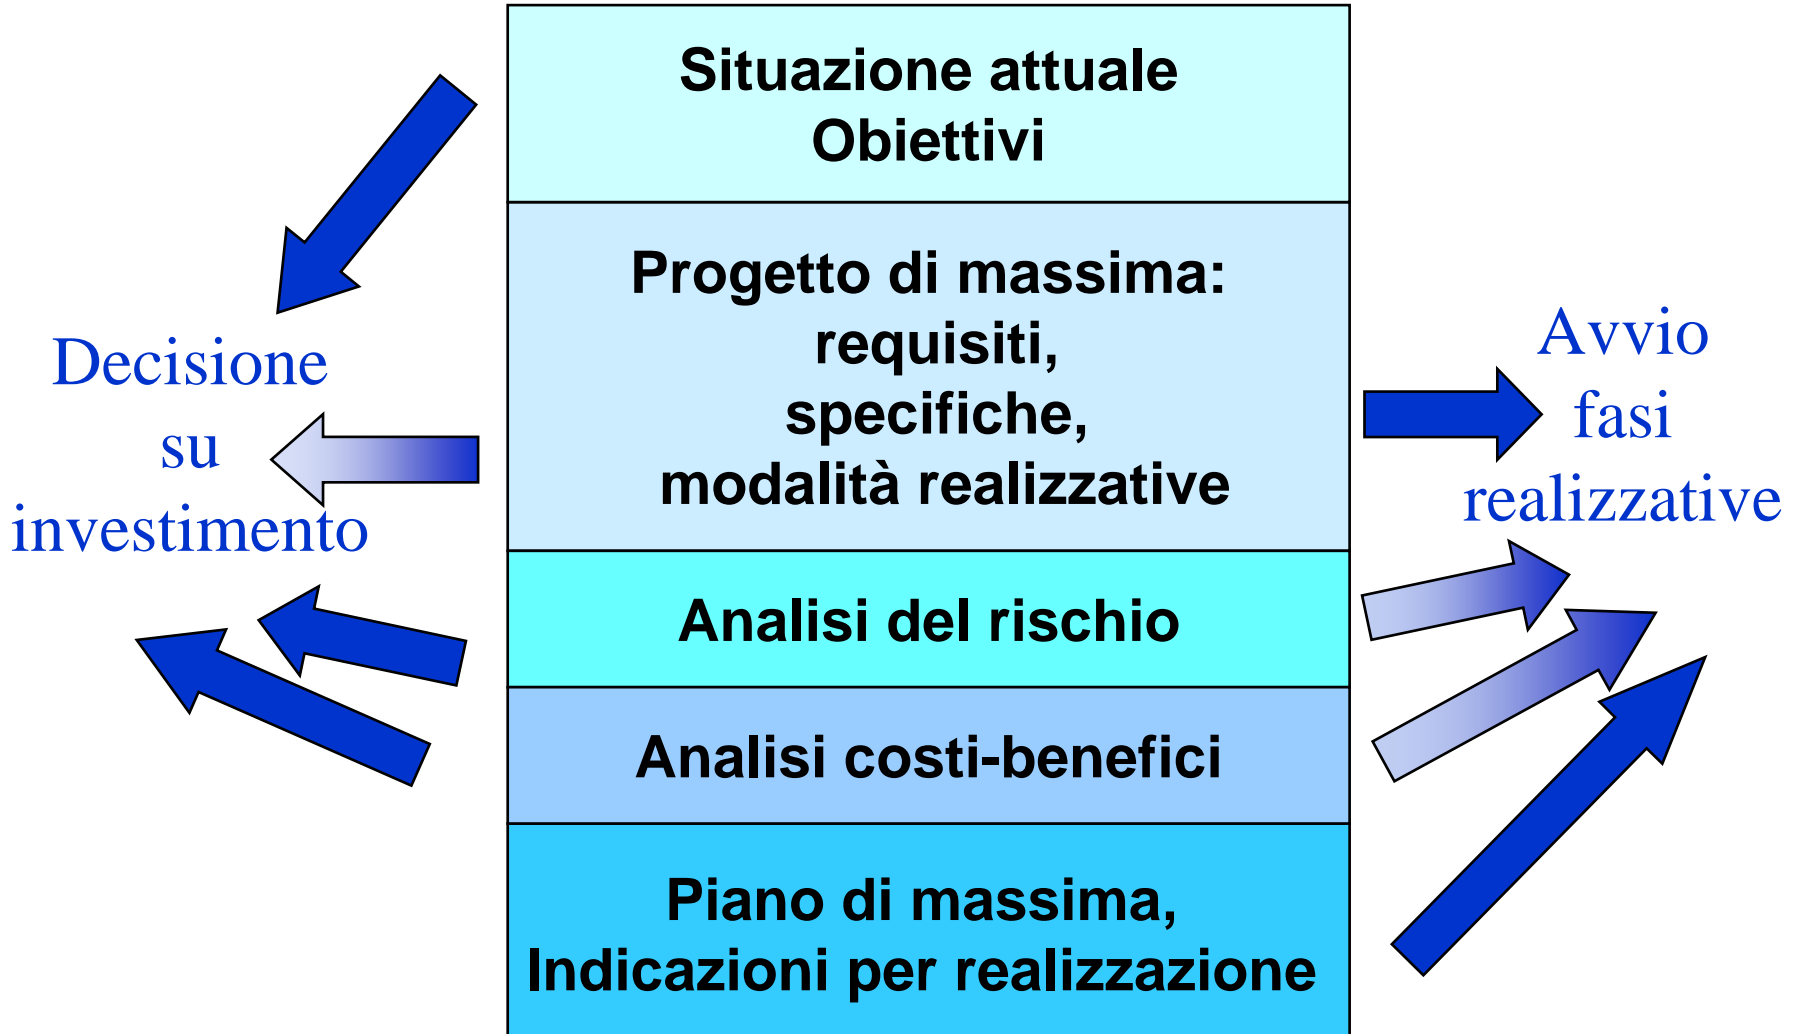 Situazione attuale
Obiettivi
Progetto di massima:
requisiti,
specifiche,
modalità realizzative
Analisi del rischio
Analisi costi-benefici
Piano di massima,
Indicazioni per realizzazione
Decisione
su
investimento
Avvio
fasi
realizzative